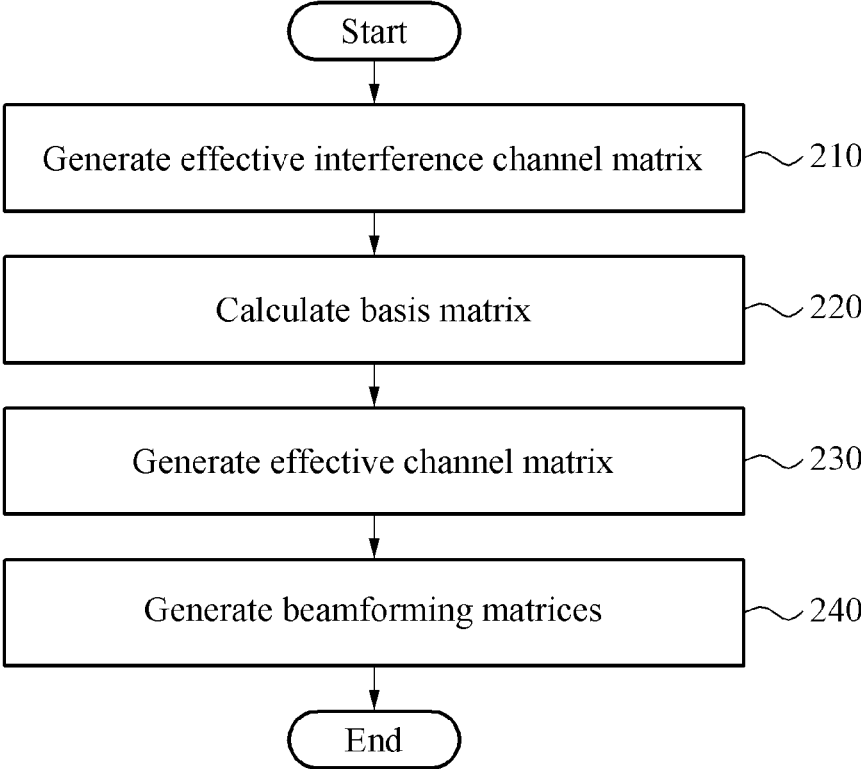 Start
Generate effective interference channel matrix
210
Calculate basis matrix
220
Generate effective channel matrix
230
Generate beamforming matrices
240
End